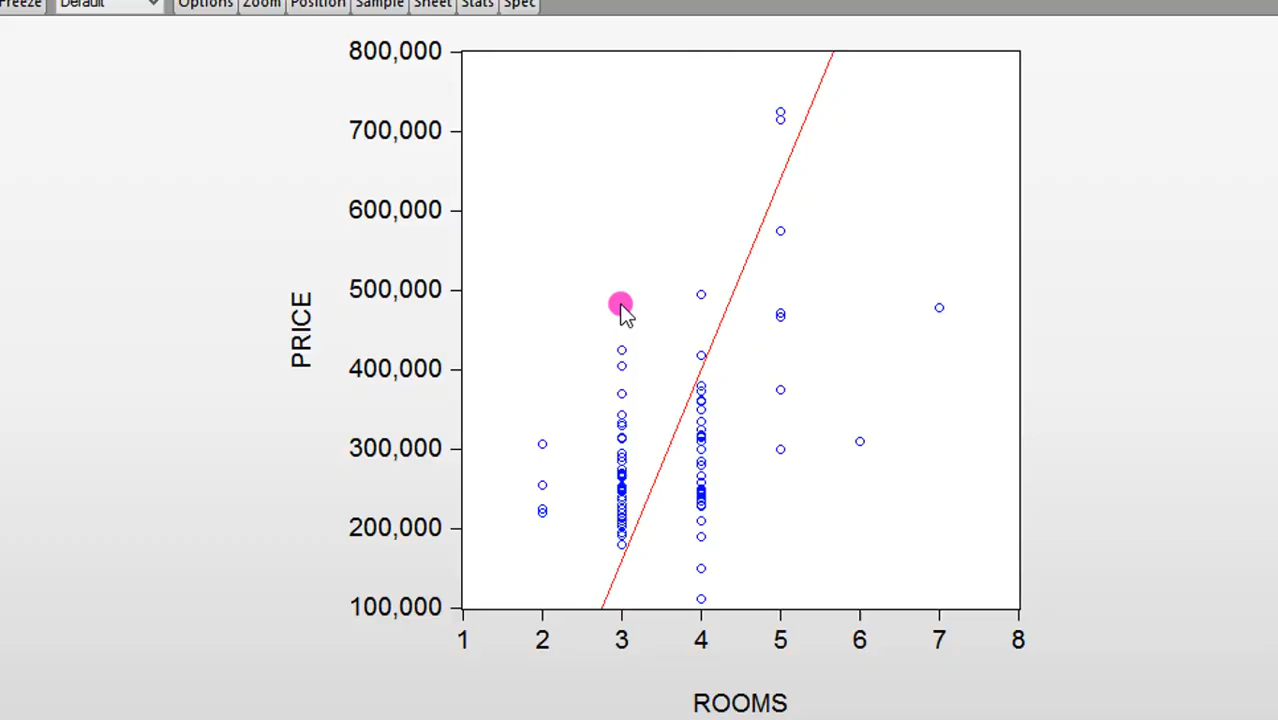 Freeze Default Options Zoom Position Sample Sheet Stats Spec
800,000
700,000
600,000
500,000
400,000
300,000
200,000
100,000
PRICE
1 2 3 4 5 6 7 8
ROOMS